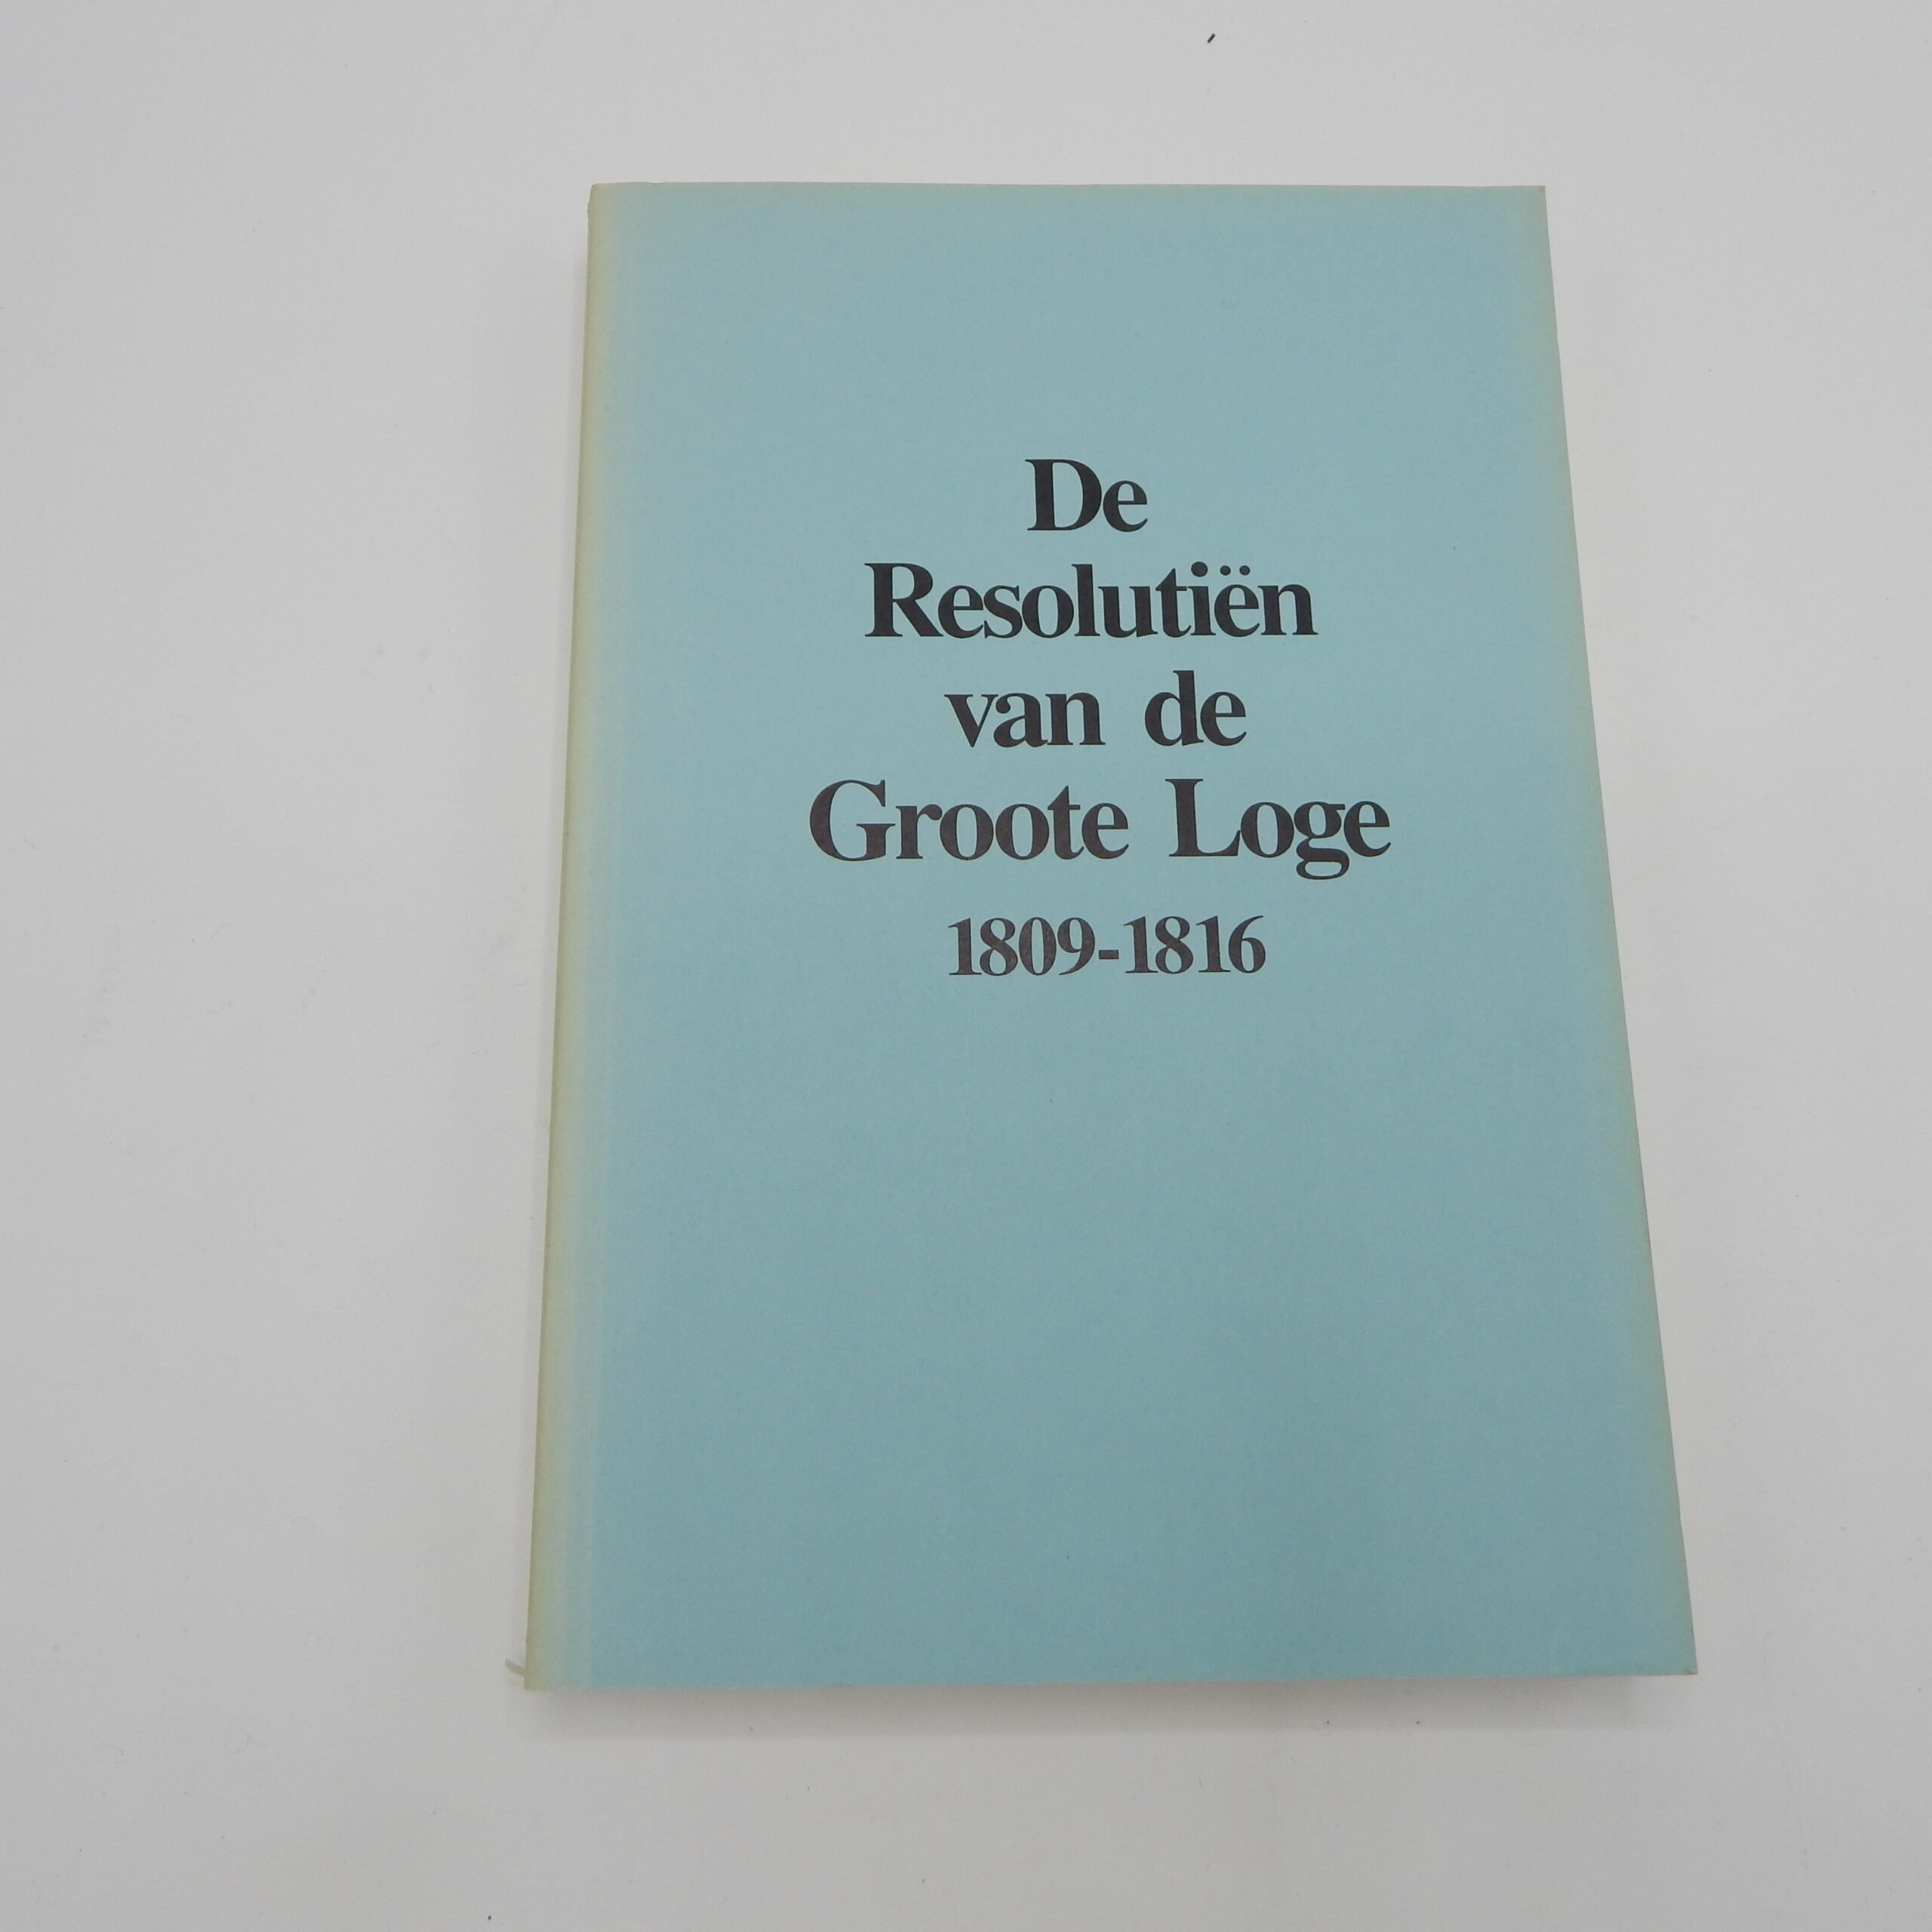 De
Resolutiën
van de
Groote Loge
1809-1816